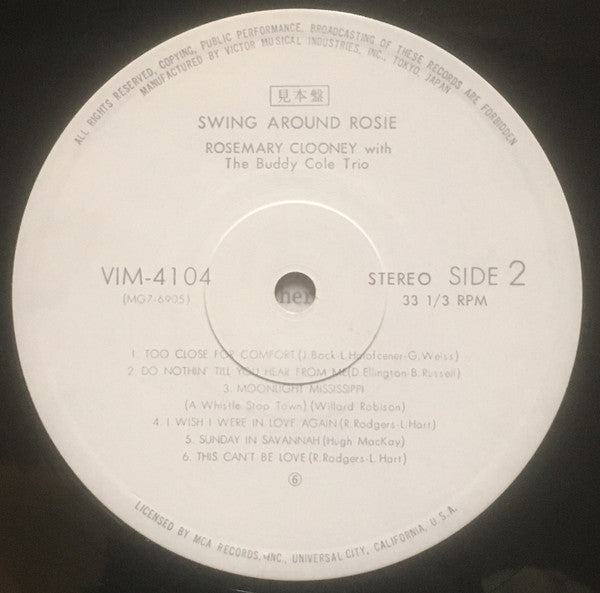 ALL RIGHTS RESERVED, COPYING, PUBLIC PERFORMANCE, BROADCASTING OF THESE RECORDS ARE FORBIDDEN
MANUFACTURED BY VICTOR MUSICAL INDUSTRIES, INC., TOKYO JAPAN
見本盤
SWING AROUND ROSIE
ROSEMARY CLOONEY with
The Buddy Cole Trio
VIM-4104
(MG7-6905)
her
STEREO SIDE 2
33 1/3 RPM
1. TOO CLOSE FOR COMFORT (J. Bock-L. Holofcener-G. Weiss)
2. DO NOTHIN' TILL YOU HEAR FROM ME (D. Ellington-B. Russell)
3. MOONLIGHT MISSISSIPPI
(A Whistle Stop Town) (Willard Robison)
4. I WISH I WERE IN LOVE AGAIN (R. Rodgers-L. Hart)
5. SUNDAY IN SAVANNAH (Hugh MacKay)
6. THIS CAN'T BE LOVE (R. Rodgers-L. Hart)
⑥
LICENSED BY MCA RECORDS, INC., UNIVERSAL CITY, CALIFORNIA, U.S.A.